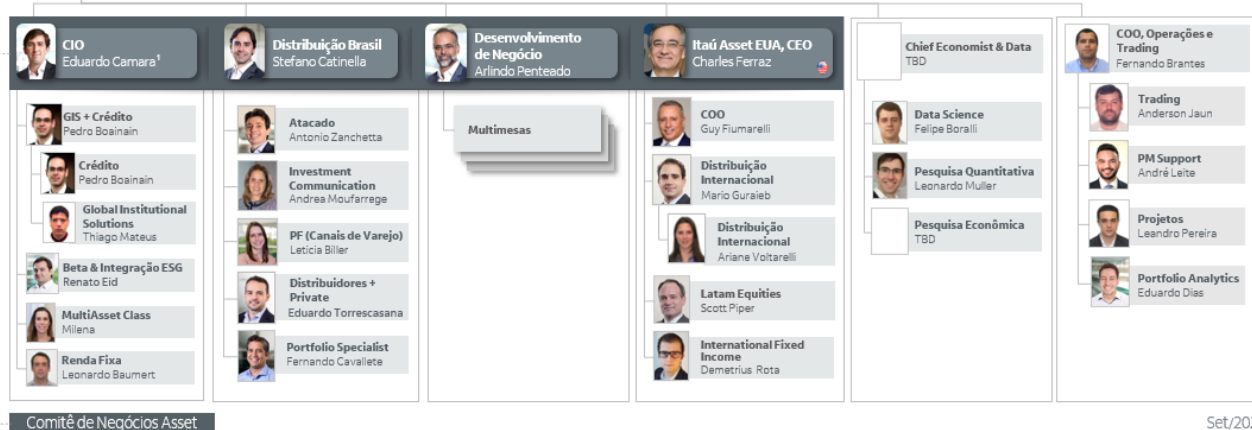 CIO
Eduardo Camara¹
GIS + Crédito
Pedro Boainain
Crédito
Pedro Boainain
Global Institutional
Solutions
Thiago Mateus
Beta & Integração ESG
Renato Eid
MultiAsset Class
Milena
Renda Fixa
Leonardo Baumert
Distribuição Brasil
Stefano Catinella
Atacado
Antonio Zanchetta
Investment
Communication
Andrea Moufarrege
PF (Canais de Varejo)
Letícia Biller
Distribuidores +
Private
Eduardo Torrescasana
Portfolio Specialist
Fernando Cavallete
Desenvolvimento
de Negócio
Arlindo Penteado
Multimesas
Itaú Asset EUA, CEO
Charles Ferraz
COO
Guy Fiumarelli
Distribuição
Internacional
Mario Guraieb
Distribuição
Internacional
Ariane Voltarelli
Latam Equities
Scott Piper
International Fixed
Income
Demetrius Rota
Chief Economist & Data
TBD
Data Science
Felipe Boralli
Pesquisa Quantitativa
Leonardo Muller
Pesquisa Econômica
TBD
COO, Operações e
Trading
Fernando Brantes
Trading
Anderson Jaun
PM Support
André Leite
Projetos
Leandro Pereira
Portfolio Analytics
Eduardo Dias
Comitê de Negócios Asset